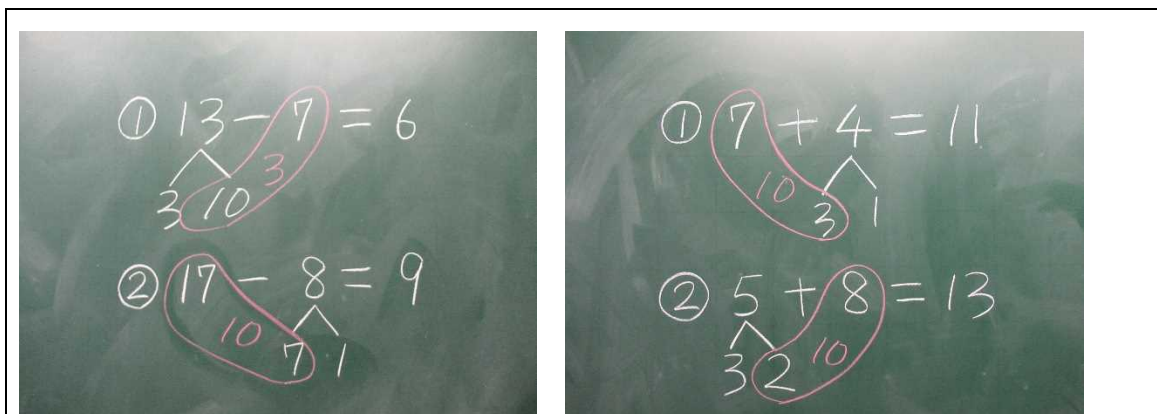 ① 13 − 7 = 6
3
3 10
② 17 − 8 = 9
10
7 1
① 7 + 4 = 11
10
3 1
② 5 + 8 = 13
10
3 2